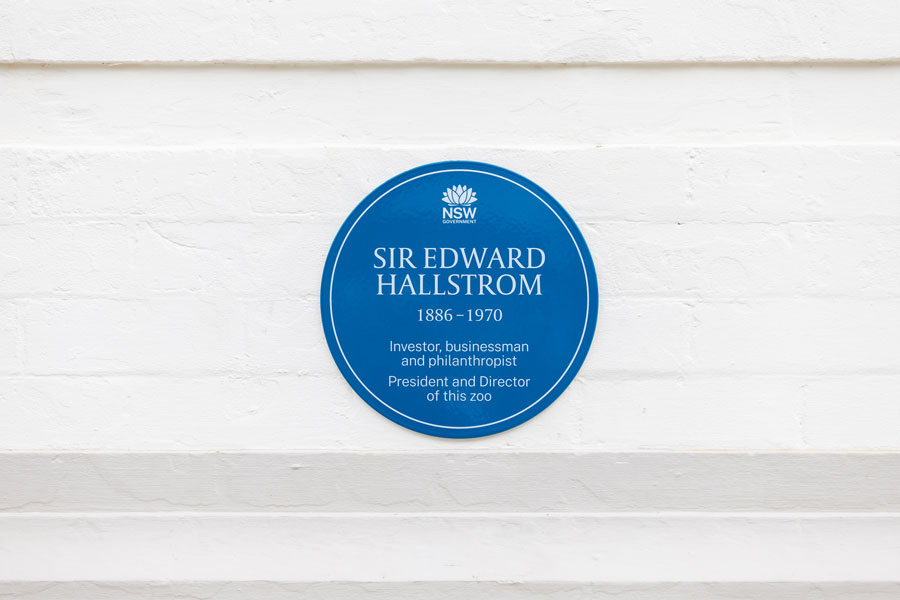 NSW
GOVERNMENT
SIR EDWARD
HALLSTROM
1886 – 1970
Investor, businessman
and philanthropist
President and Director
of this zoo